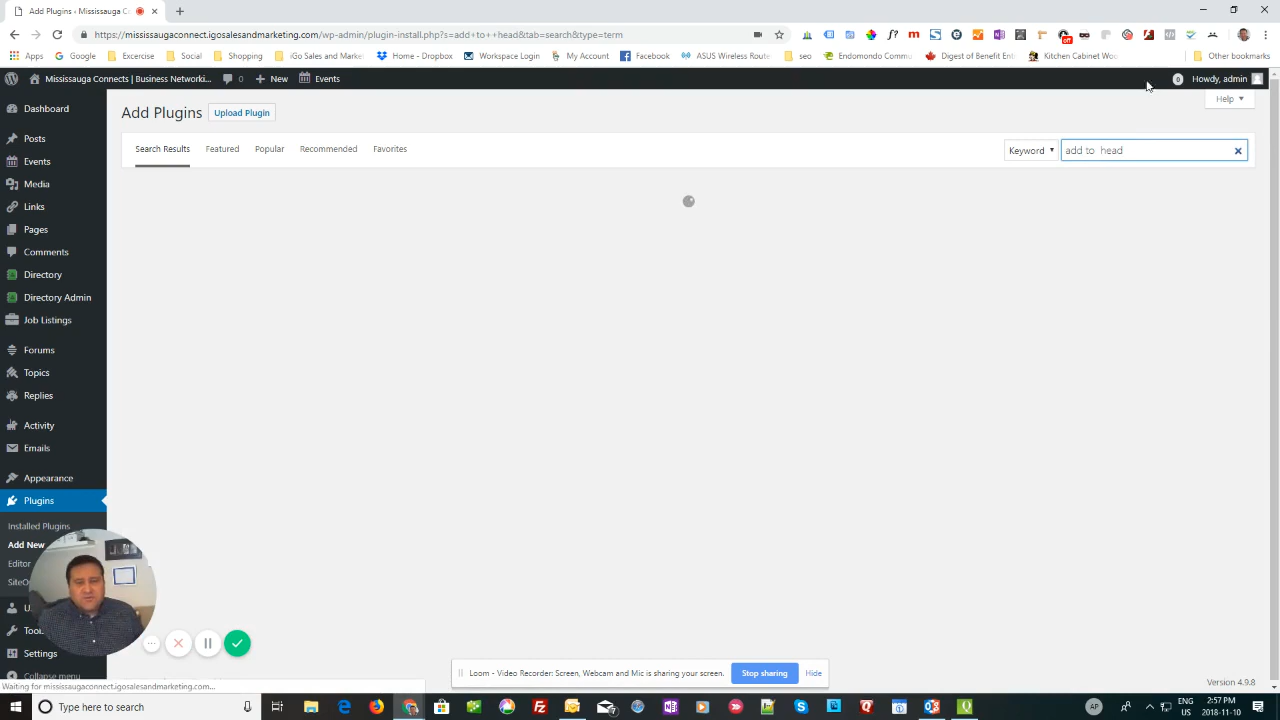 Add Plugins ‹ Mississauga C
https://mississaugaconnect.igosalesandmarketing.com/wp-admin/plugin-install.php?s=add+to++head&tab=search&type=term
off
Apps Google Excercise Social Shopping iGo Sales and Market Home - Dropbox Workspace Login My Account Facebook ASUS Wireless Route seo Endomondo Commu Digest of Benefit Enti Kitchen Cabinet Woo Other bookmarks
Mississauga Connects | Business Networki... 0 New Events 0 Howdy, admin
Help ▼
Dashboard
Posts
Events
Media
Links
Pages
Comments
Directory
Directory Admin
Job Listings
Forums
Topics
Replies
Activity
Emails
Appearance
Plugins
Installed Plugins
Add New
Editor
SiteO
U
Tool
Settings
Collapse menu
Add Plugins Upload Plugin
Search Results Featured Popular Recommended Favorites Keyword add to  head
Loom - Video Recorder: Screen, Webcam and Mic is sharing your screen. Stop sharing Hide
Waiting for mississaugaconnect.igosalesandmarketing.com...
Version 4.9.8
Type here to search
AP
ENG
US
2:57 PM
2018-11-10